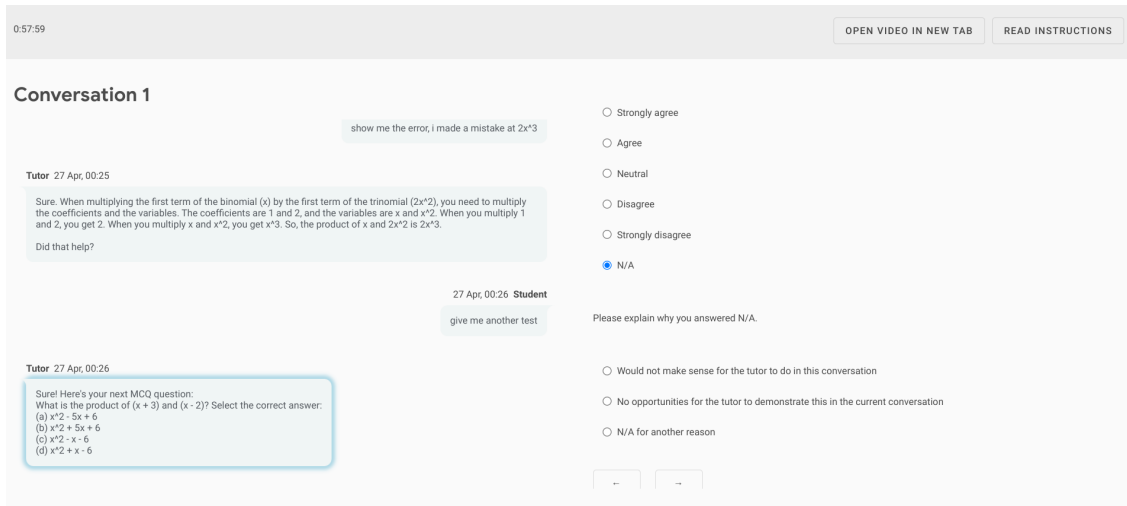 0:57:59
OPEN VIDEO IN NEW TAB
READ INSTRUCTIONS
Conversation 1
show me the error, i made a mistake at 2x^3
Tutor 27 Apr, 00:25
Sure. When multiplying the first term of the binomial (x) by the first term of the trinomial (2x^2), you need to multiply
the coefficients and the variables. The coefficients are 1 and 2, and the variables are x and x^2. When you multiply 1
and 2, you get 2. When you multiply x and x^2, you get x^3. So, the product of x and 2x^2 is 2x^3.
Did that help?
27 Apr, 00:26 Student
give me another test
Tutor 27 Apr, 00:26
Sure! Here's your next MCQ question:
What is the product of (x + 3) and (x - 2)? Select the correct answer:
(a) x^2 - 5x + 6
(b) x^2 + 5x + 6
(c) x^2 - x - 6
(d) x^2 + x - 6
Strongly agree
Agree
Neutral
Disagree
Strongly disagree
N/A
Please explain why you answered N/A.
Would not make sense for the tutor to do in this conversation
No opportunities for the tutor to demonstrate this in the current conversation
N/A for another reason
← →